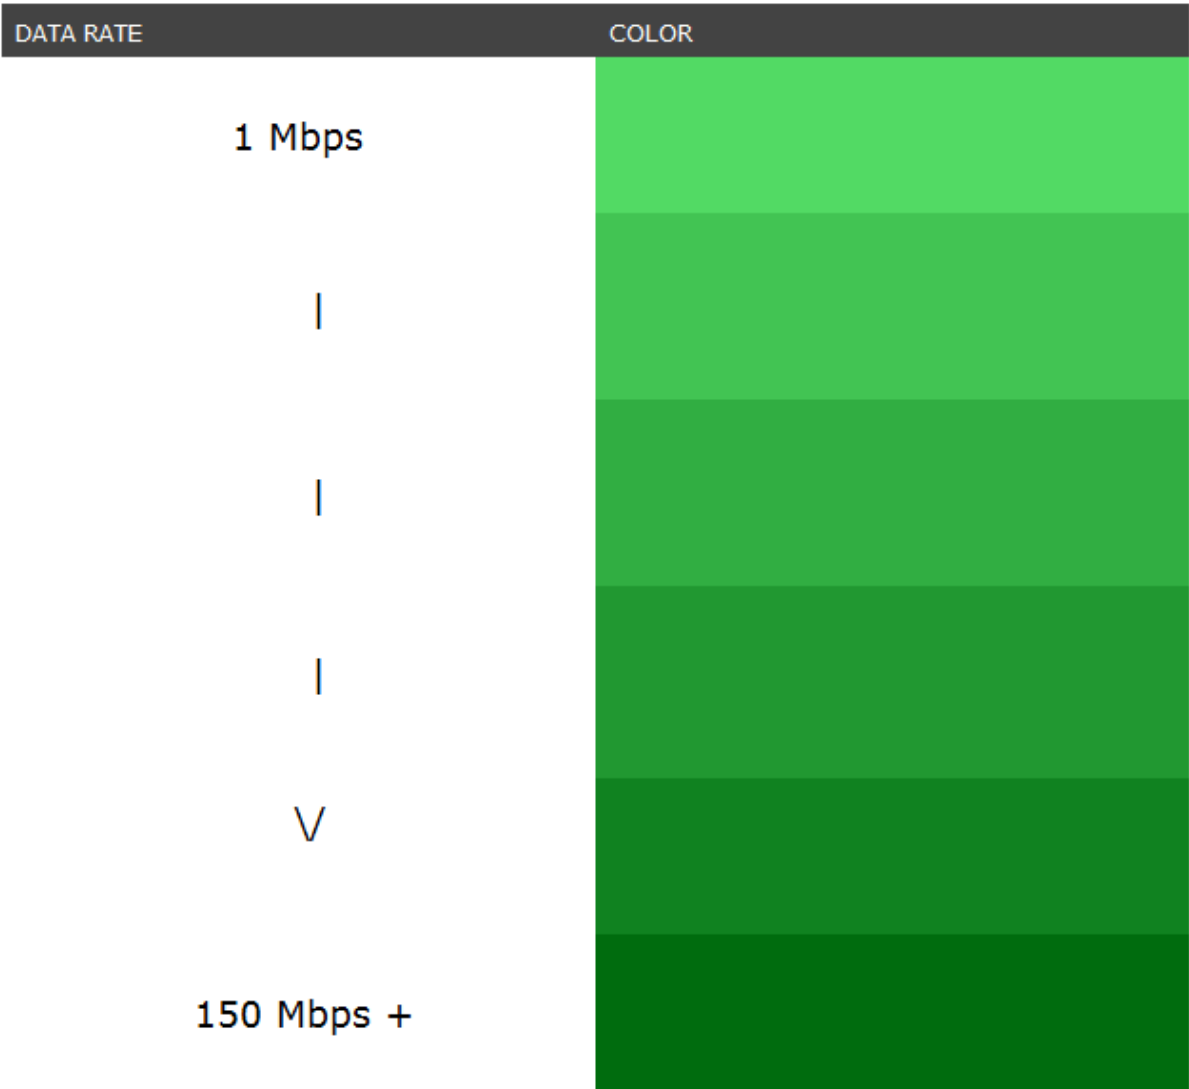 DATA RATE COLOR
1 Mbps
|
|
|
\/
150 Mbps +